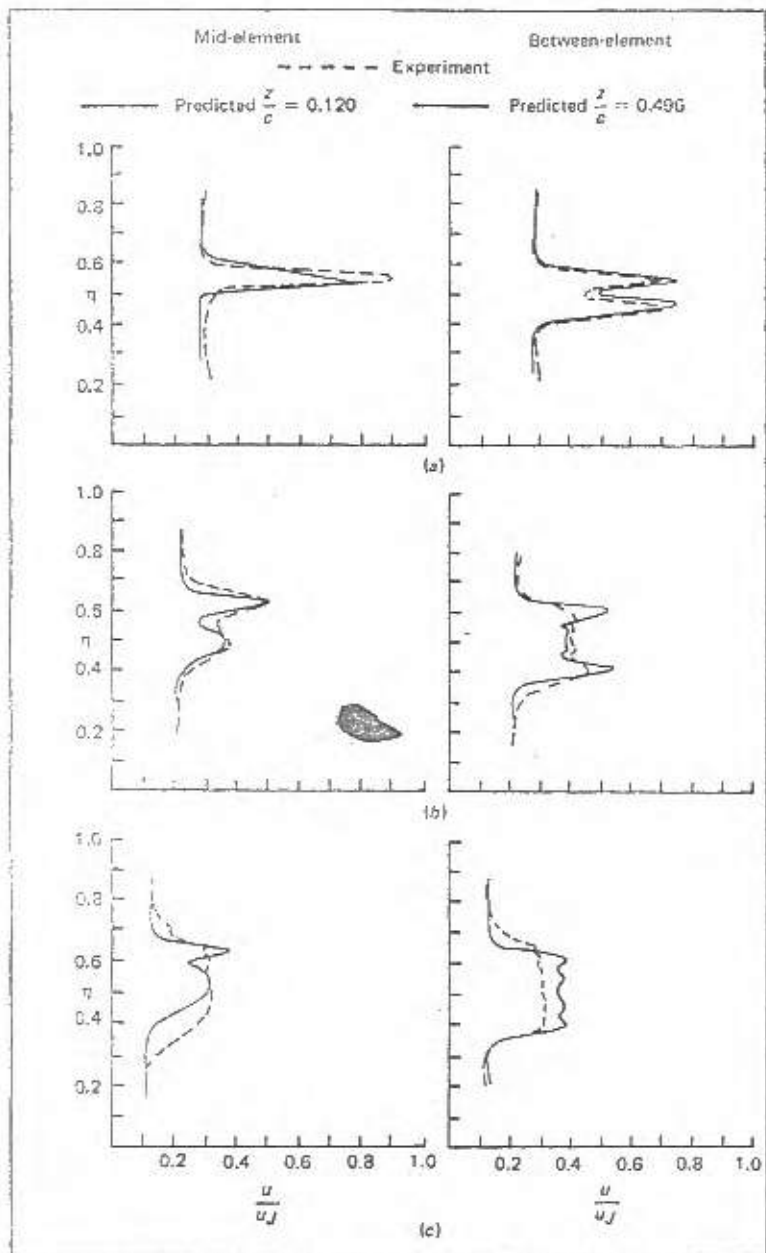 Mid-element Between-element
Experiment
Predicted z/c = 0.120 Predicted z/c = 0.496
1.0
0.8
0.6
η
0.4
0.2
(a)
1.0
0.8
0.6
η
0.4
0.2
(b)
1.0
0.8
0.6
η
0.4
0.2
0.2 0.4 0.6 0.8 1.0 0.2 0.4 0.6 0.8 1.0
u/uJ u/uJ
(c)